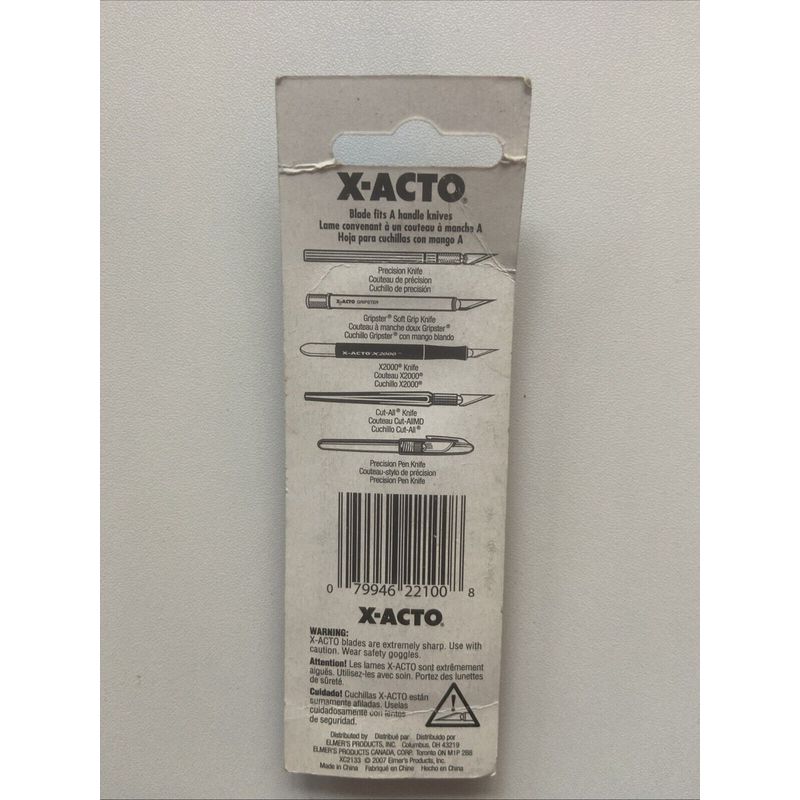 X-ACTO®
Blade fits A handle knives
Lame convenant à un couteau à manche A
Hoja para cuchillas con mango A
Precision Knife
Couteau de précision
Cuchillo de precisión
X-ACTO GRIPSTER
Gripster® Soft Grip Knife
Couteau à manche doux Gripster®
Cuchillo Gripster® con mango blando
X-ACTO X2000™
X2000® Knife
Couteau X2000®
Cuchillo X2000®
Cut-All® Knife
Couteau Cut-AllMD
Cuchillo Cut-All®
Precision Pen Knife
Couteau-stylo de précision
Precision Pen Knife
0 79946 22100 8
X-ACTO®
WARNING:
X-ACTO blades are extremely sharp. Use with
caution. Wear safety goggles.
Attention! Les lames X-ACTO sont extrêmement
aiguës. Utilisez-les avec soin. Portez des lunettes
de sûreté.
Cuidado! Cuchillas X-ACTO están
sumamente afiladas. Uselas
cuidadosamente con lentes
de seguridad.
Distributed by Distribué par Distribuido por
ELMER'S PRODUCTS, INC. Columbus, OH 43219
ELMER'S PRODUCTS CANADA, CORP. Toronto ON M1P 2B8
XC2133 © 2007 Elmer's Products, Inc.
Made in China Fabriqué en Chine Hecho en China